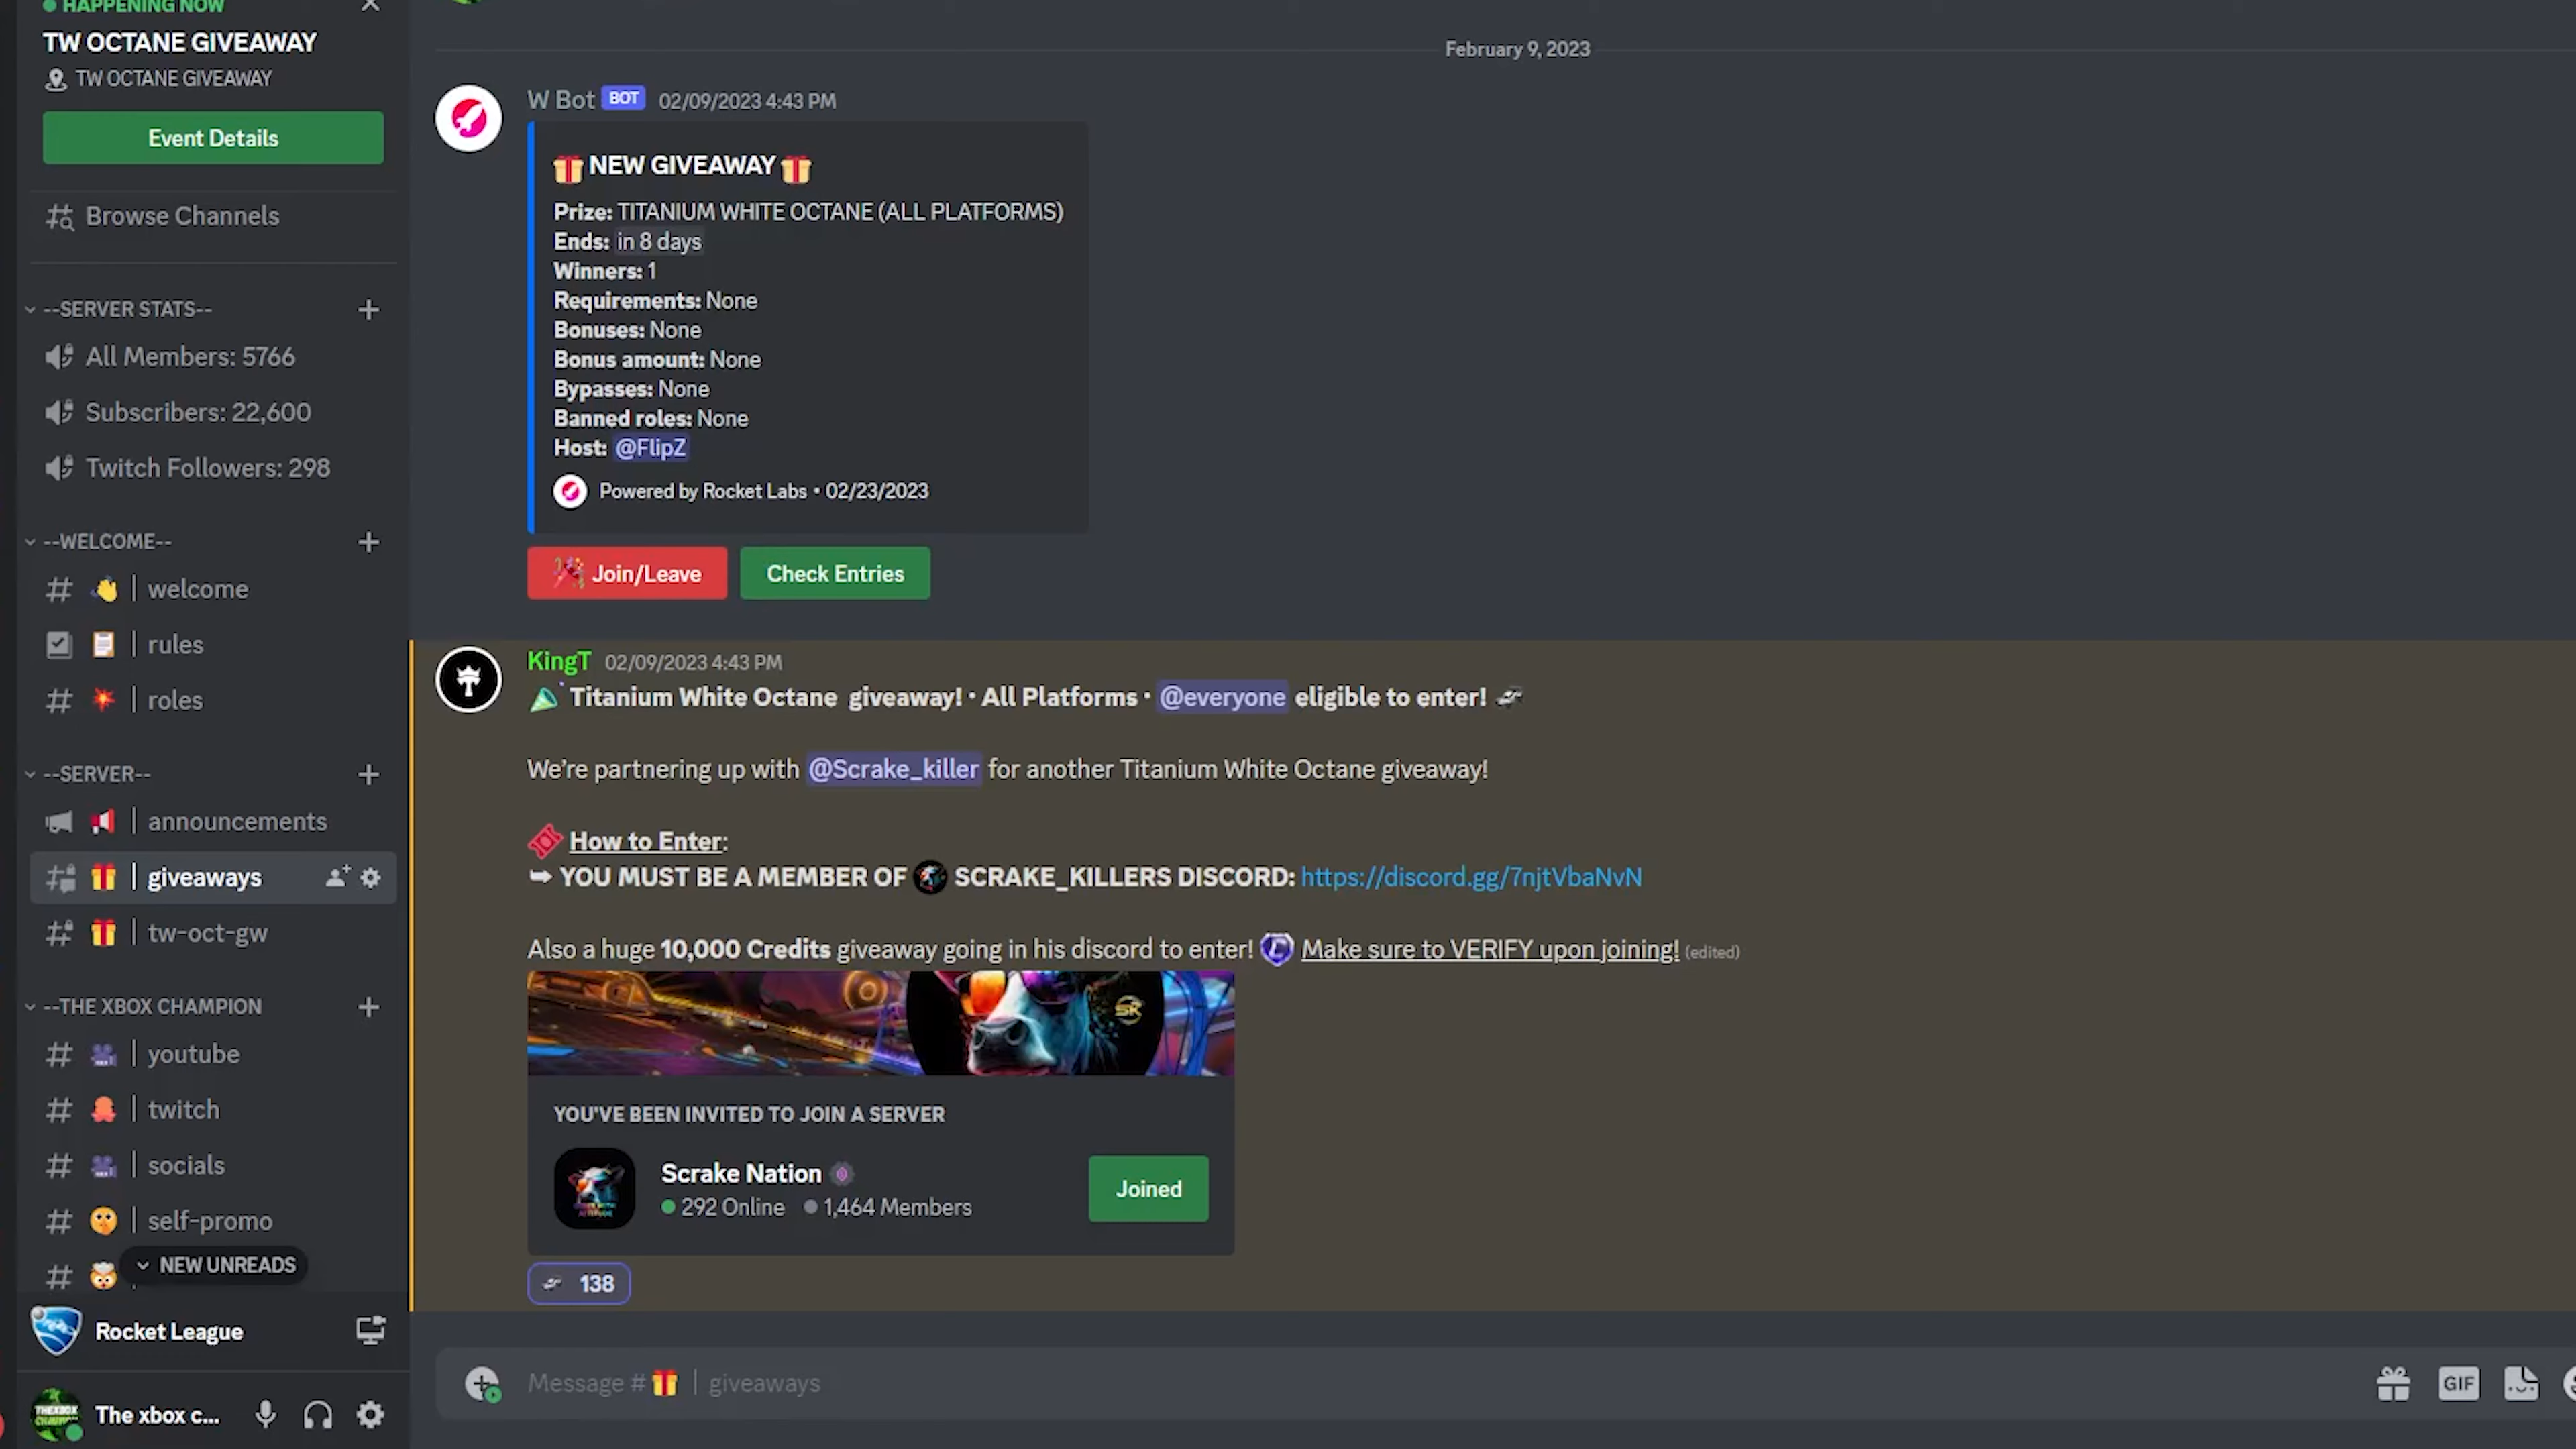 HAPPENING NOW
TW OCTANE GIVEAWAY
TW OCTANE GIVEAWAY
Event Details
Browse Channels
--SERVER STATS--
All Members: 5766
Subscribers: 22,600
Twitch Followers: 298
--WELCOME--
welcome
rules
roles
--SERVER--
announcements
giveaways
tw-oct-gw
--THE XBOX CHAMPION
youtube
twitch
socials
self-promo
NEW UNREADS
Rocket League
The xbox c...
February 9, 2023
W Bot BOT 02/09/2023 4:43 PM
NEW GIVEAWAY
Prize: TITANIUM WHITE OCTANE (ALL PLATFORMS)
Ends: in 8 days
Winners: 1
Requirements: None
Bonuses: None
Bonus amount: None
Bypasses: None
Banned roles: None
Host: @FlipZ
Powered by Rocket Labs • 02/23/2023
Join/Leave Check Entries
KingT 02/09/2023 4:43 PM
Titanium White Octane giveaway! • All Platforms • @everyone eligible to enter!
We're partnering up with @Scrake_killer for another Titanium White Octane giveaway!
How to Enter:
➥ YOU MUST BE A MEMBER OF SCRAKE_KILLERS DISCORD: https://discord.gg/7njtVbaNvN
Also a huge 10,000 Credits giveaway going in his discord to enter! Make sure to VERIFY upon joining! (edited)
SK
YOU'VE BEEN INVITED TO JOIN A SERVER
Scrake Nation
292 Online 1,464 Members
Joined
138
Message # | giveaways
GIF